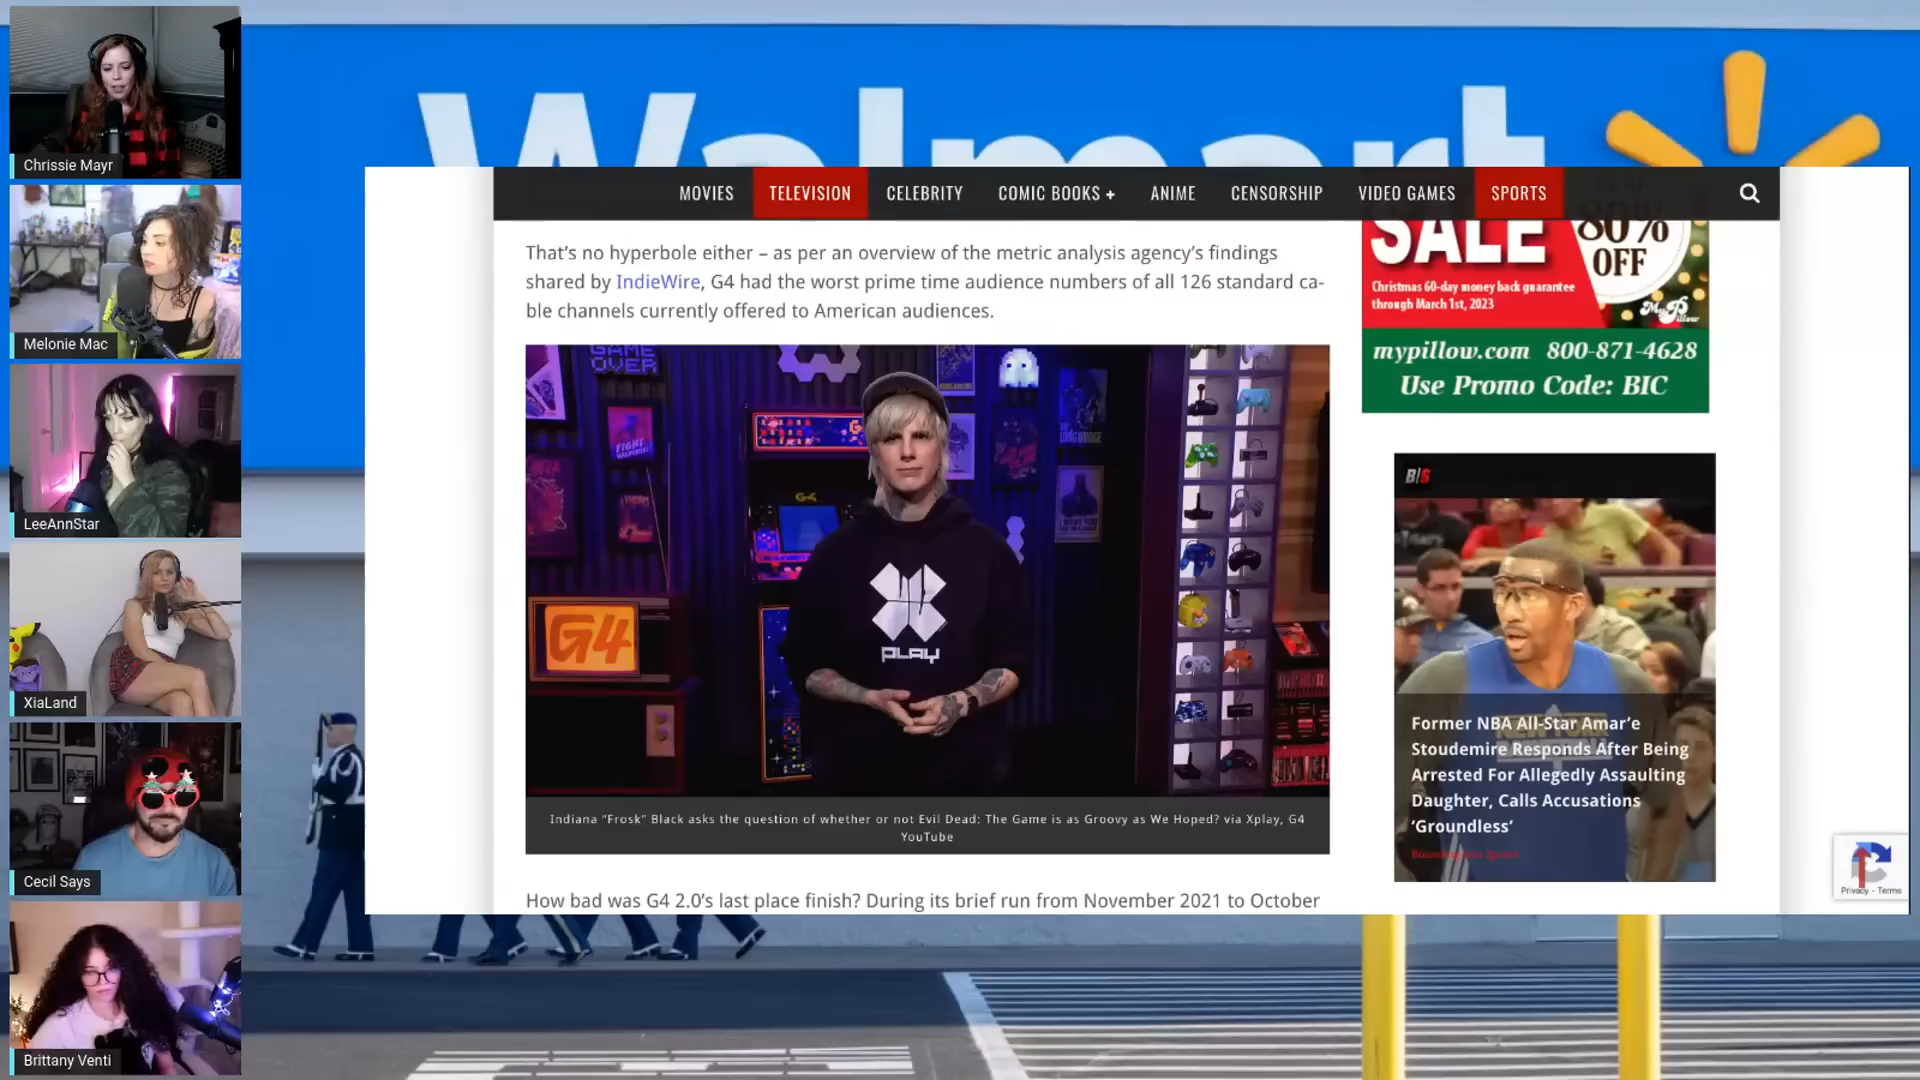 Walmart
Chrissie Mayr
Melonie Mac
LeeAnnStar
XiaLand
Cecil Says
Brittany Venti
MOVIES TELEVISION CELEBRITY COMIC BOOKS + ANIME CENSORSHIP VIDEO GAMES SPORTS
That's no hyperbole either – as per an overview of the metric analysis agency's findings
shared by IndieWire, G4 had the worst prime time audience numbers of all 126 standard ca-
ble channels currently offered to American audiences.
GAME
OVER
FIGHT
G4
G4
PLAY
Indiana "Frosk" Black asks the question of whether or not Evil Dead: The Game is as Groovy as We Hoped? via Xplay, G4
YouTube
How bad was G4 2.0's last place finish? During its brief run from November 2021 to October
SALE
80%
OFF
Christmas 60-day money back guarantee
through March 1st, 2023
MyPillow
mypillow.com 800-871-4628
Use Promo Code: BIC
B|S
Former NBA All-Star Amar'e
Stoudemire Responds After Being
Arrested For Allegedly Assaulting
Daughter, Calls Accusations
'Groundless'
Privacy - Terms